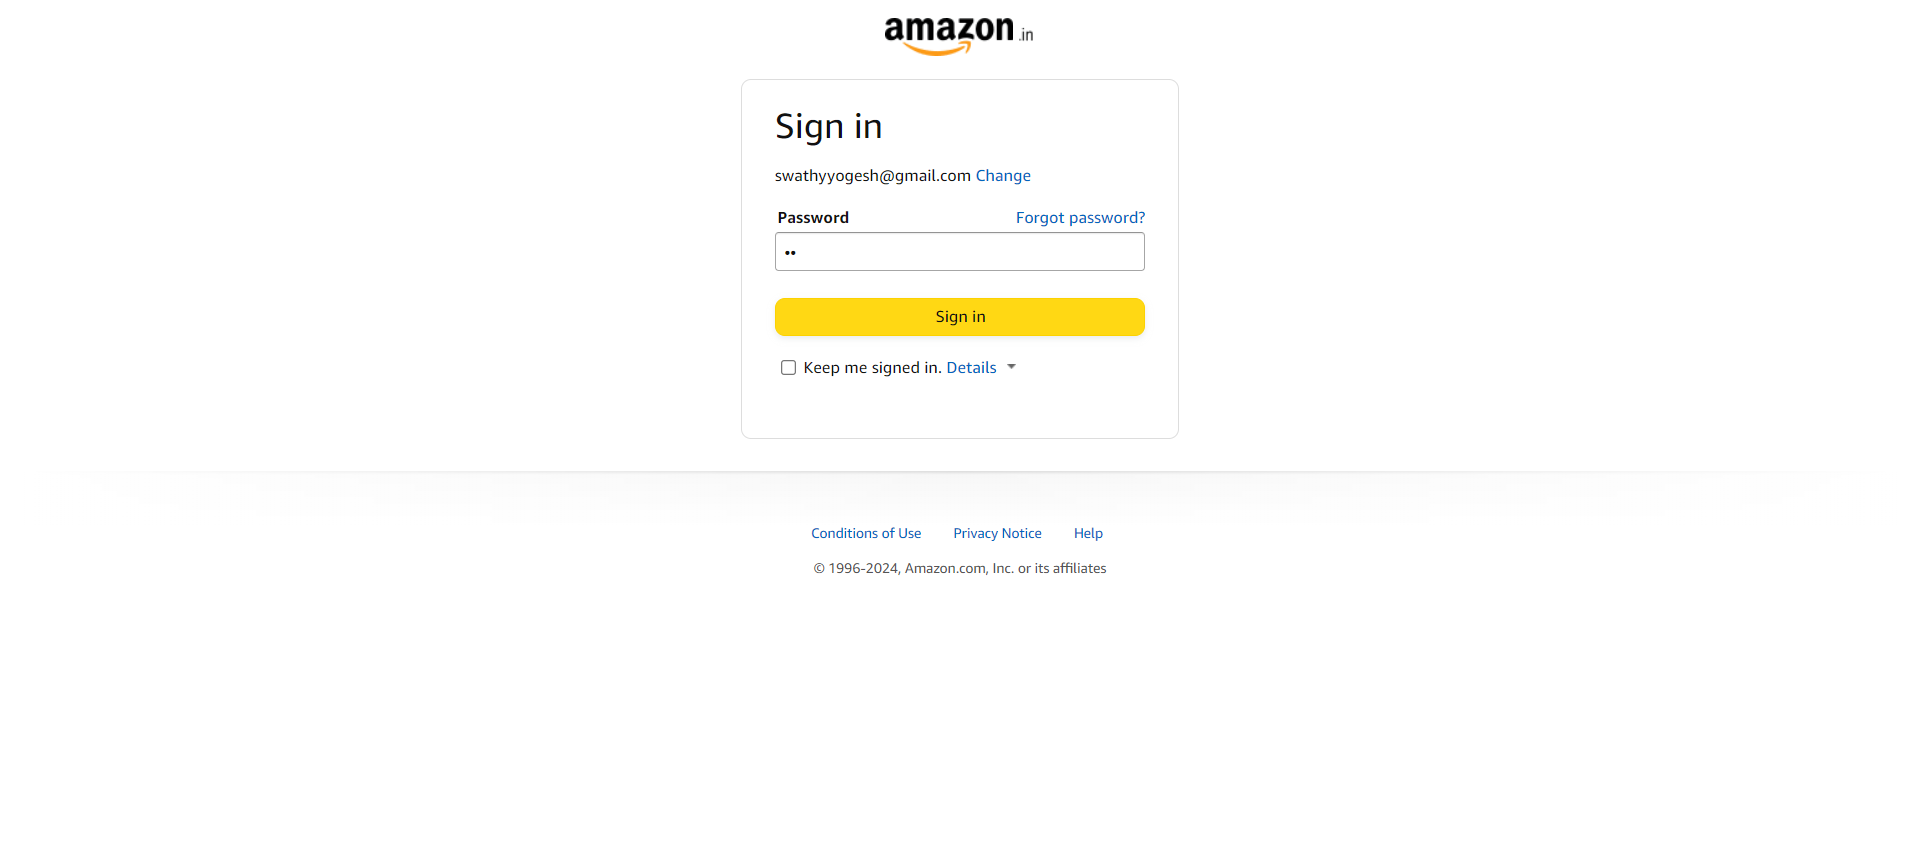 amazon.in
Sign in
swathyyogesh@gmail.com Change
Password Forgot password?
••
Sign in
Keep me signed in. Details
Conditions of Use Privacy Notice Help
© 1996-2024, Amazon.com, Inc. or its affiliates